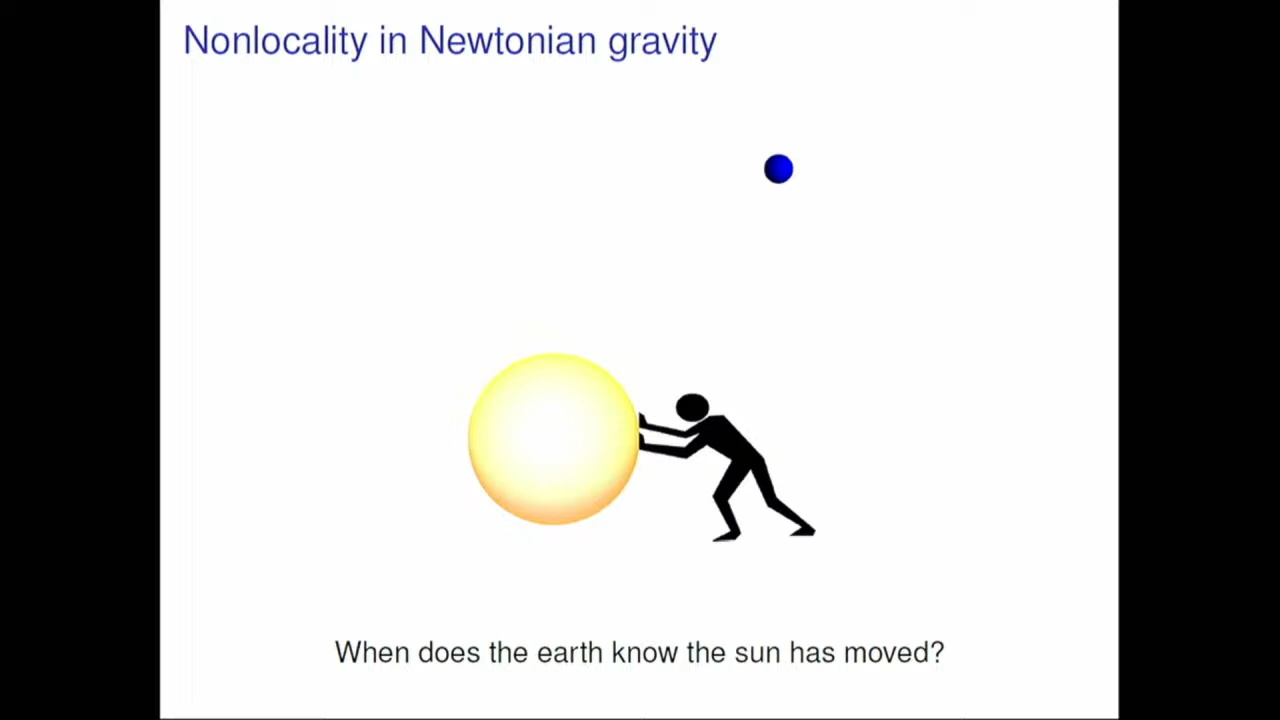 Nonlocality in Newtonian gravity
When does the earth know the sun has moved?